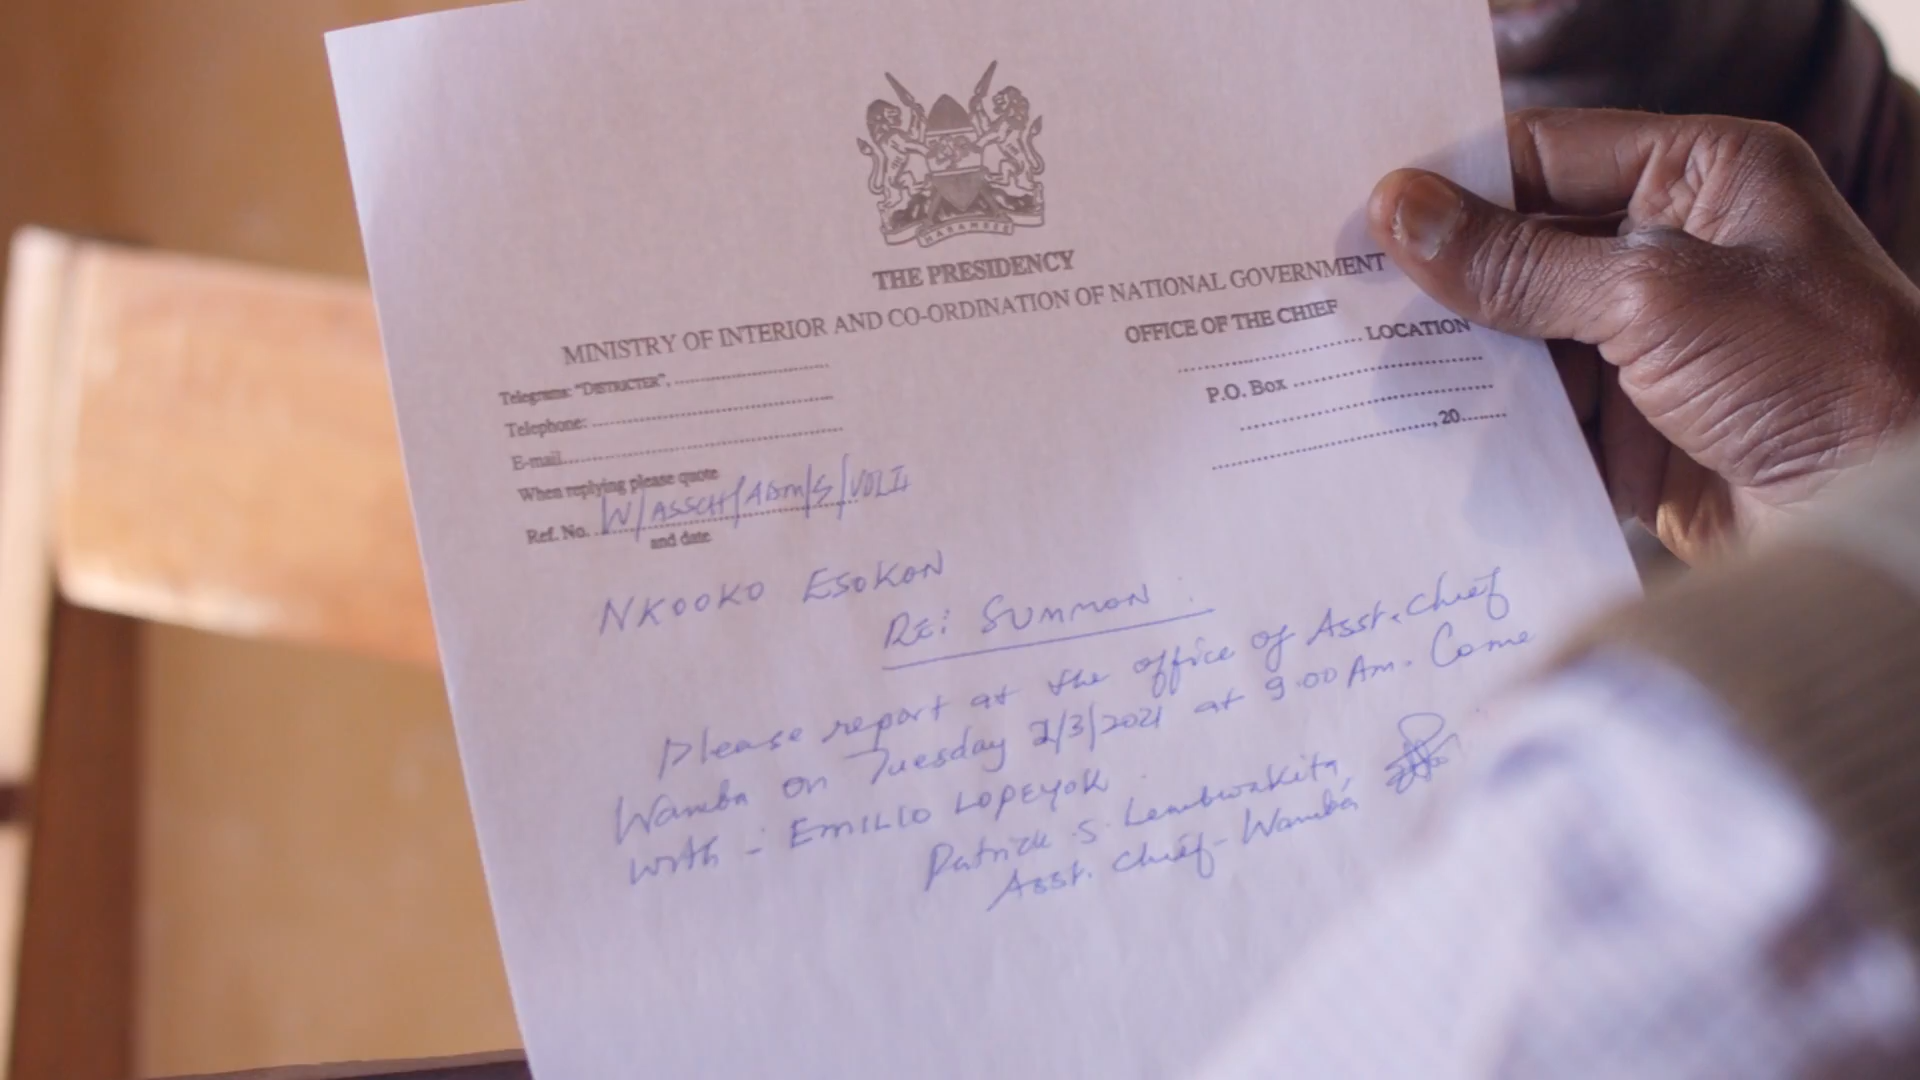 HARAMBEE
THE PRESIDENCY
MINISTRY OF INTERIOR AND CO-ORDINATION OF NATIONAL GOVERNMENT
Telegrams: "DISTRICTER", ..............................
Telephone: ..............................
E-mail..............................
When replying please quote
Ref. No. W/ASSCH/ADM/S/VOL I
and date
OFFICE OF THE CHIEF
.............................. LOCATION
P.O. Box ..............................
..............................
.............................., 20........
NKOOKO ESOKON
RE: SUMMON.
Please report at the office of Asst. Chief
Wamba on Tuesday 2/3/2021 at 9.00 Am. Come
with - EMILIO LOPEYOK.
Patrick S. Lembwakita,
Asst. Chief - Wamba